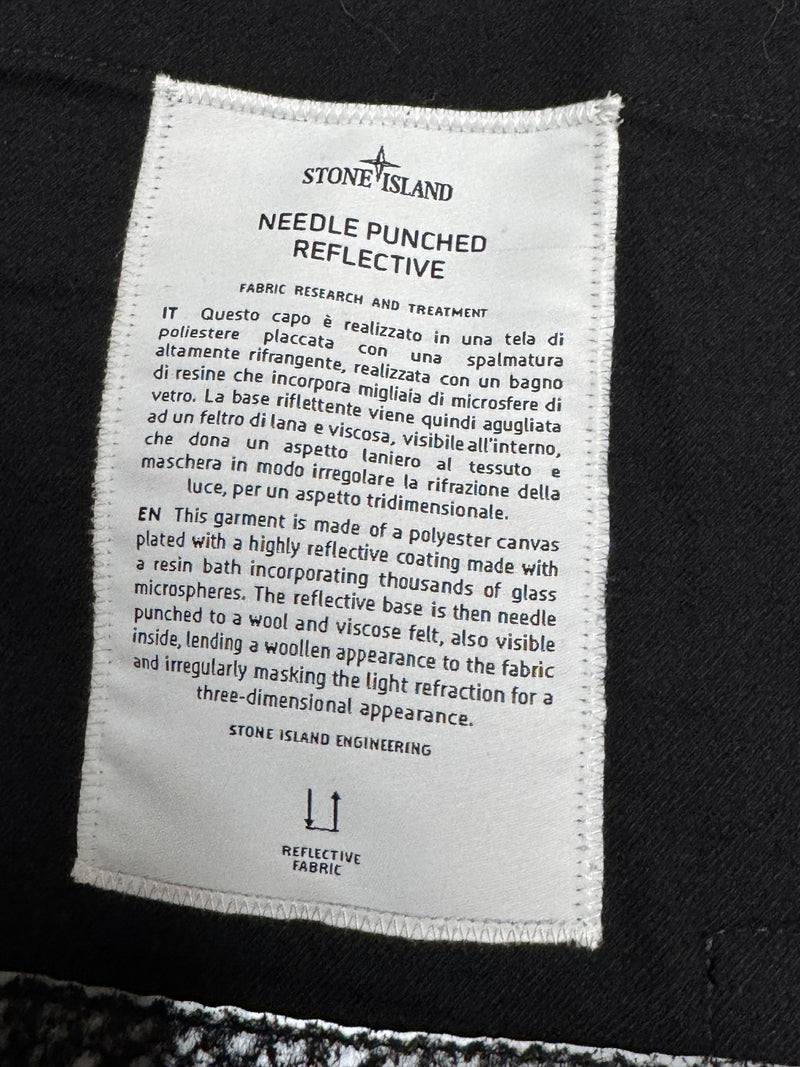 STONE ISLAND
NEEDLE PUNCHED
REFLECTIVE
FABRIC RESEARCH AND TREATMENT
IT Questo capo è realizzato in una tela di
poliestere placcata con una spalmatura
altamente rifrangente, realizzata con un bagno
di resine che incorpora migliaia di microsfere di
vetro. La base riflettente viene quindi agugliata
ad un feltro di lana e viscosa, visibile all'interno,
che dona un aspetto laniero al tessuto e
maschera in modo irregolare la rifrazione della
luce, per un aspetto tridimensionale.
EN This garment is made of a polyester canvas
plated with a highly reflective coating made with
a resin bath incorporating thousands of glass
microspheres. The reflective base is then needle
punched to a wool and viscose felt, also visible
inside, lending a woollen appearance to the fabric
and irregularly masking the light refraction for a
three-dimensional appearance.
STONE ISLAND ENGINEERING
REFLECTIVE
FABRIC